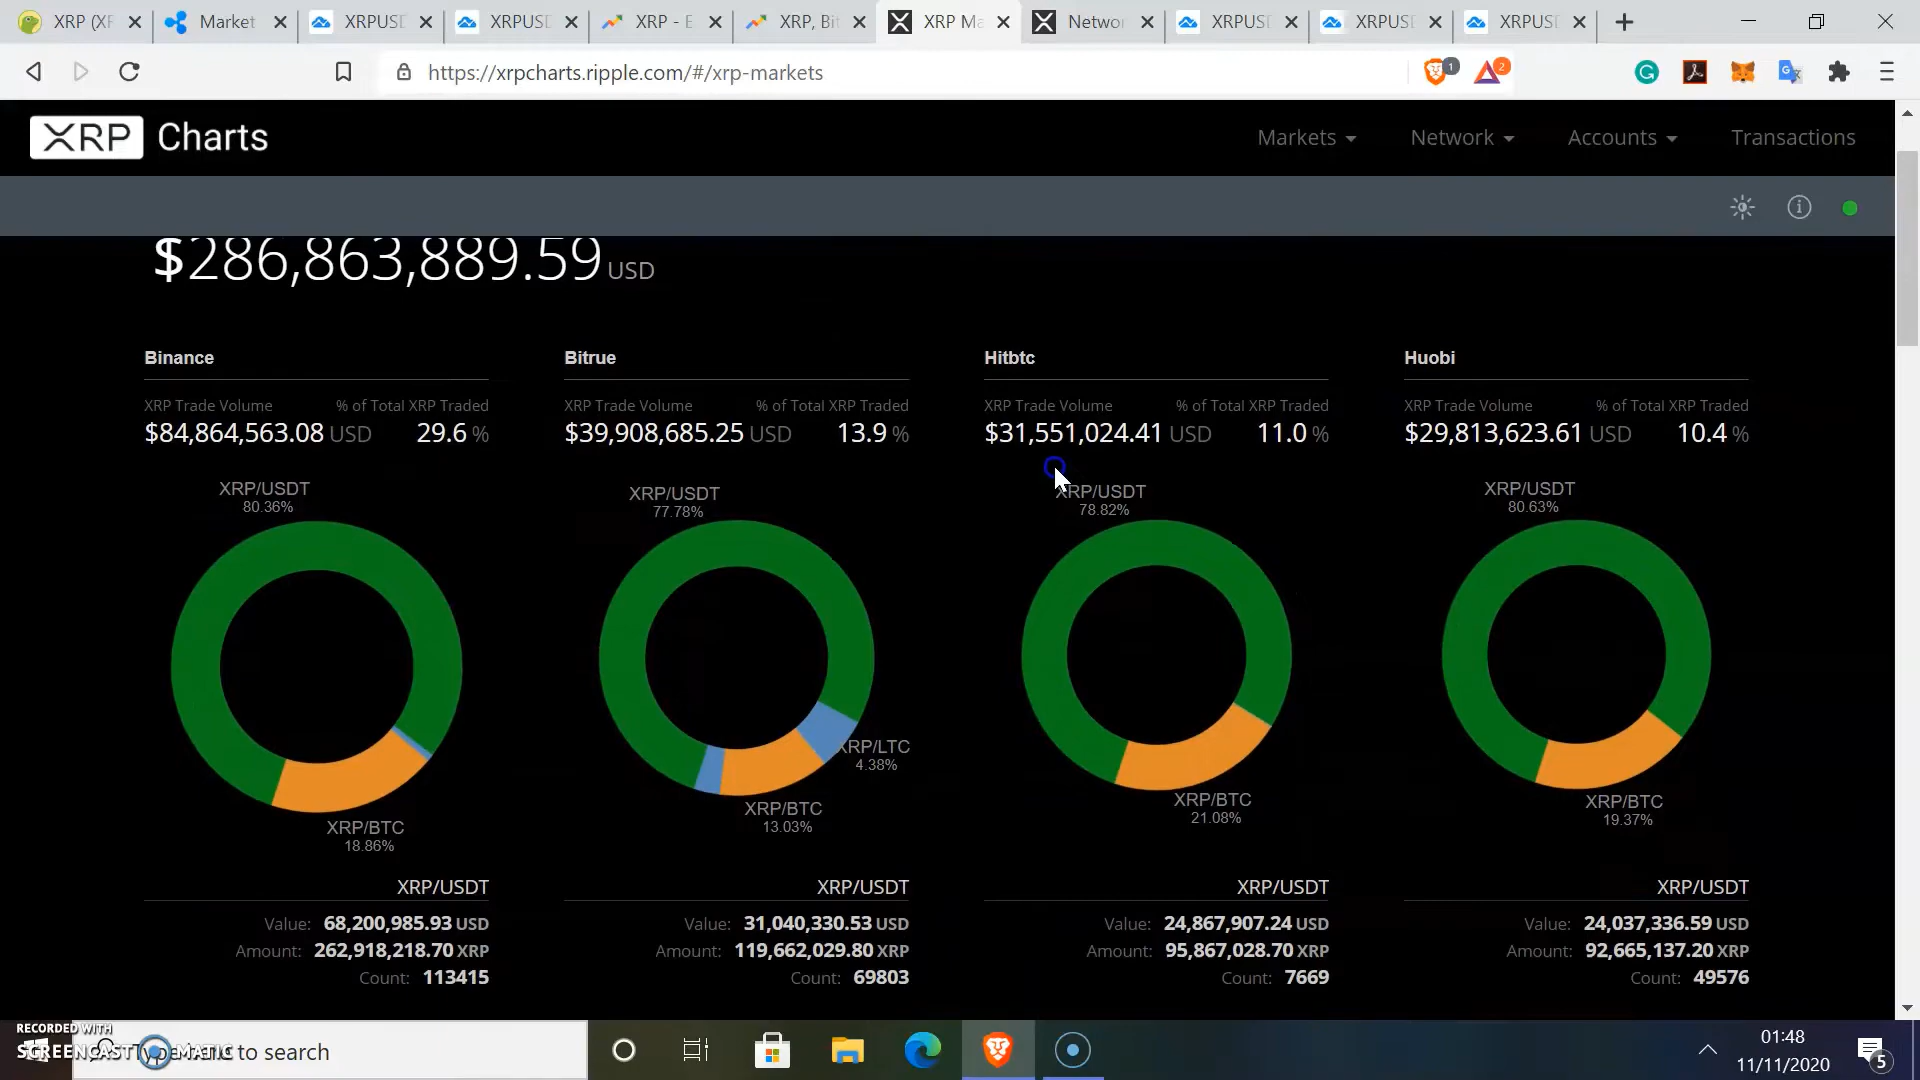 XRP (XF
Market
XRPUSD
XRPUSD
XRP - E
XRP, Bit
XRP Ma
Networ
XRPUSD
XRPUSD
XRPUSD
https://xrpcharts.ripple.com/#/xrp-markets
1
2
XRP Charts
Markets
Network
Accounts
Transactions
$286,863,889.59 USD
Binance
XRP Trade Volume % of Total XRP Traded
$84,864,563.08 USD 29.6 %
XRP/USDT
80.36%
XRP/BTC
18.86%
XRP/USDT
Value: 68,200,985.93 USD
Amount: 262,918,218.70 XRP
Count: 113415
Bitrue
XRP Trade Volume % of Total XRP Traded
$39,908,685.25 USD 13.9 %
XRP/USDT
77.78%
XRP/LTC
4.38%
XRP/BTC
13.03%
XRP/USDT
Value: 31,040,330.53 USD
Amount: 119,662,029.80 XRP
Count: 69803
Hitbtc
XRP Trade Volume % of Total XRP Traded
$31,551,024.41 USD 11.0 %
XRP/USDT
78.82%
XRP/BTC
21.08%
XRP/USDT
Value: 24,867,907.24 USD
Amount: 95,867,028.70 XRP
Count: 7669
Huobi
XRP Trade Volume % of Total XRP Traded
$29,813,623.61 USD 10.4 %
XRP/USDT
80.63%
XRP/BTC
19.37%
XRP/USDT
Value: 24,037,336.59 USD
Amount: 92,665,137.20 XRP
Count: 49576
RECORDED WITH
SCREENCAST MATIC
Type here to search
01:48
11/11/2020
5